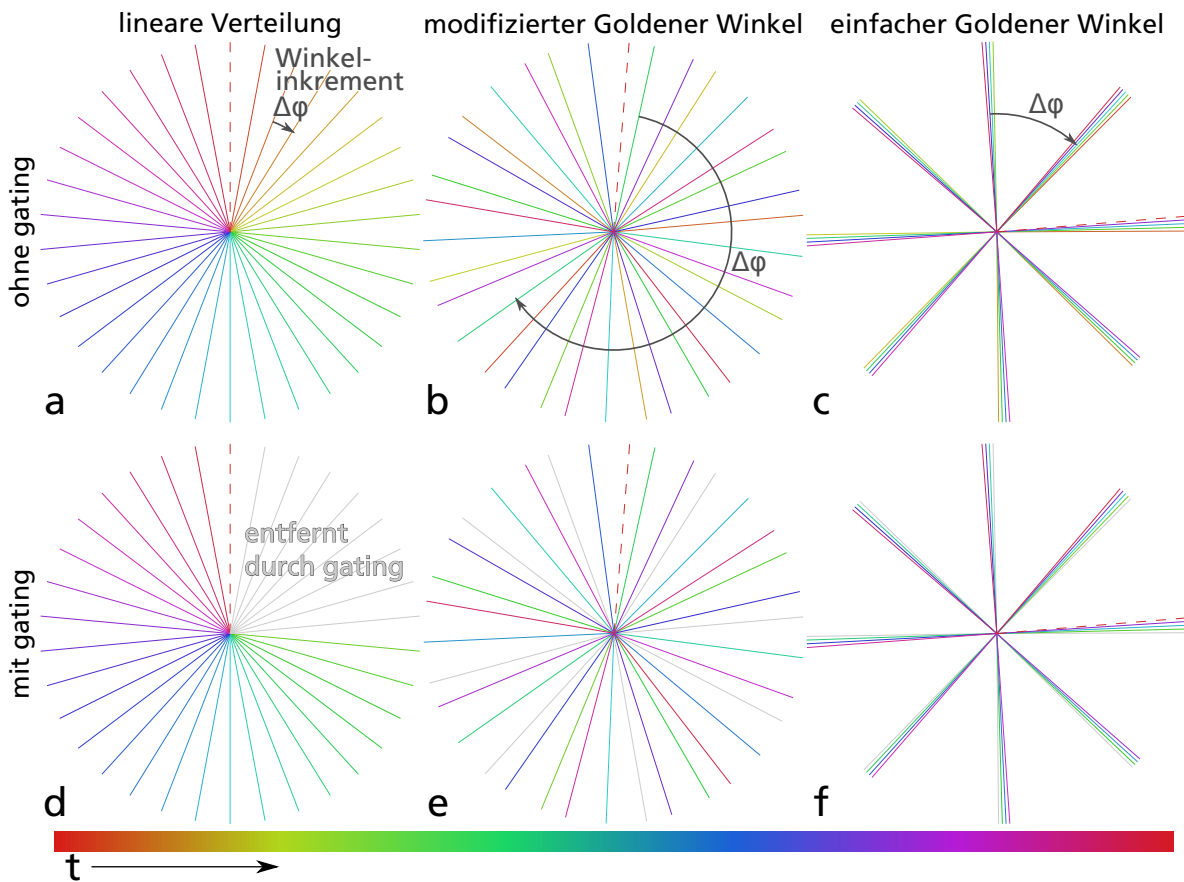 lineare Verteilung
modifizierter Goldener Winkel
einfacher Goldener Winkel
ohne gating
Winkel-
inkrement
Δφ
Δφ
Δφ
a
b
c
mit gating
entfernt
durch gating
d
e
f
t